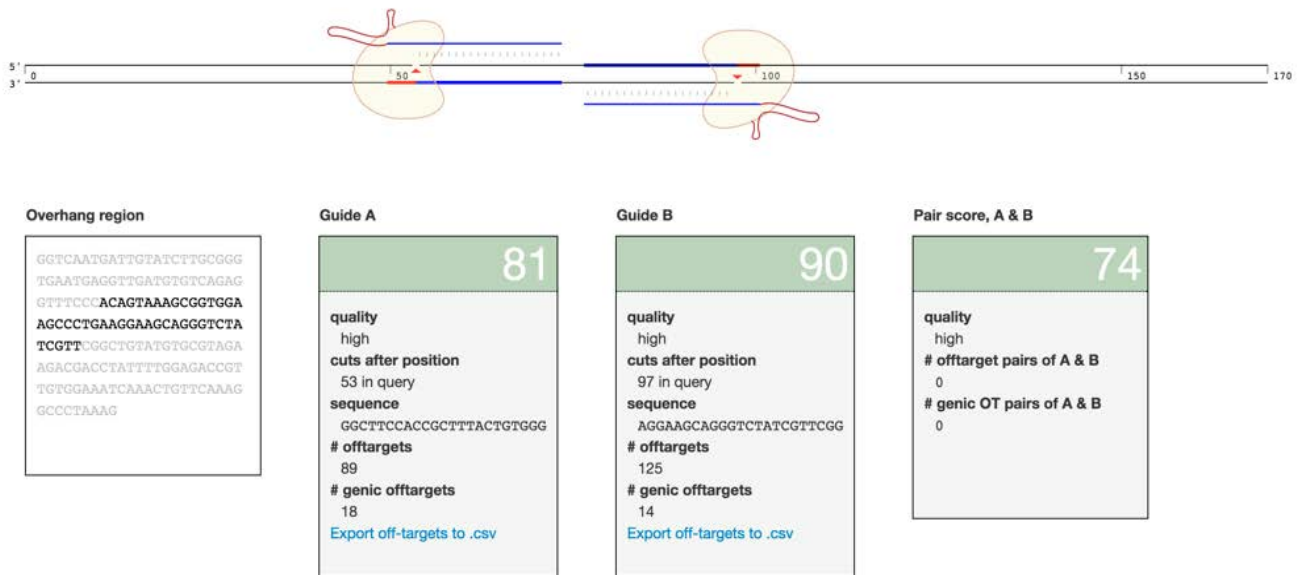 5'
3'
0
50
100
150
170
Overhang region
Guide A
Guide B
Pair score, A & B
GGTCAATGATTGTATCTTGCGGG
TGAATGAGGTTGATGTGTCAGAG
GTTTCCCACAGTAAAGCGGTGGA
AGCCCTGAAGGAAGCAGGGTCTA
TCGTTCGGCTGTATGTGCGTAGA
AGACGACCTATTTTGGAGACCGT
TGTGGAAATCAAACTGTTCAAAG
GCCCTAAAG
81
quality
high
cuts after position
53 in query
sequence
GGCTTCCACCGCTTTACTGTGGG
# offtargets
89
# genic offtargets
18
Export off-targets to .csv
90
quality
high
cuts after position
97 in query
sequence
AGGAAGCAGGGTCTATCGTTCGG
# offtargets
125
# genic offtargets
14
Export off-targets to .csv
74
quality
high
# offtarget pairs of A & B
0
# genic OT pairs of A & B
0